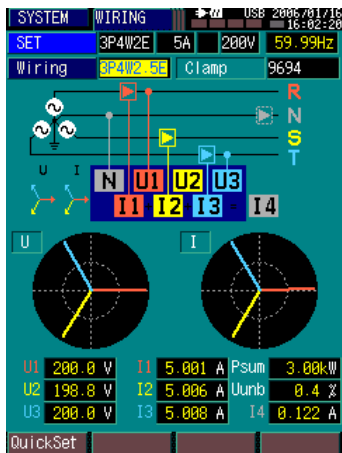 SYSTEM WIRING USB 2006/01/16
16:02:20
SET 3P4W2E 5A 200V 59.99Hz
Wiring 3P4W2.5E Clamp 9694
R
N
S
T
U I
N U1 U2 U3
I1 I2 I3 I4
U I
U1 200.0 V I1 5.001 A Psum 3.00kW
U2 198.8 V I2 5.006 A Uunb 0.4 %
U3 200.0 V I3 5.008 A I4 0.122 A
QuickSet